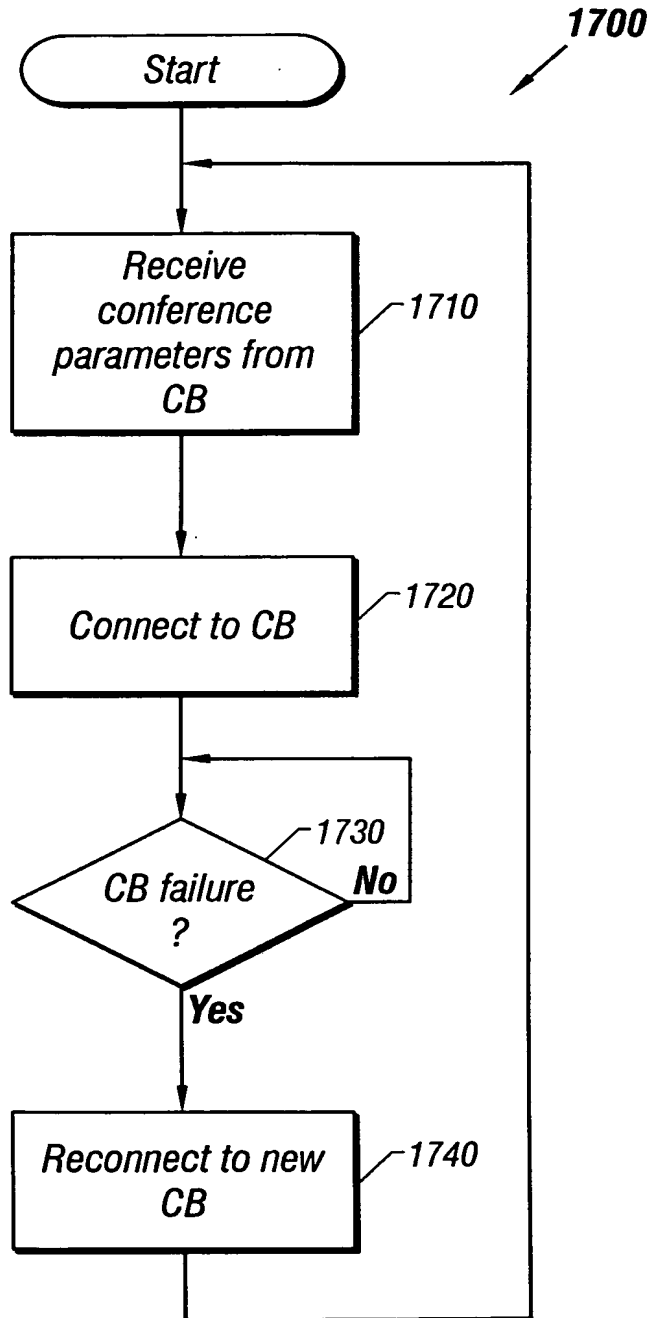 1700
Start
Receive
conference
parameters from
CB
1710
Connect to CB
1720
1730
CB failure
?
No
Yes
Reconnect to new
CB
1740